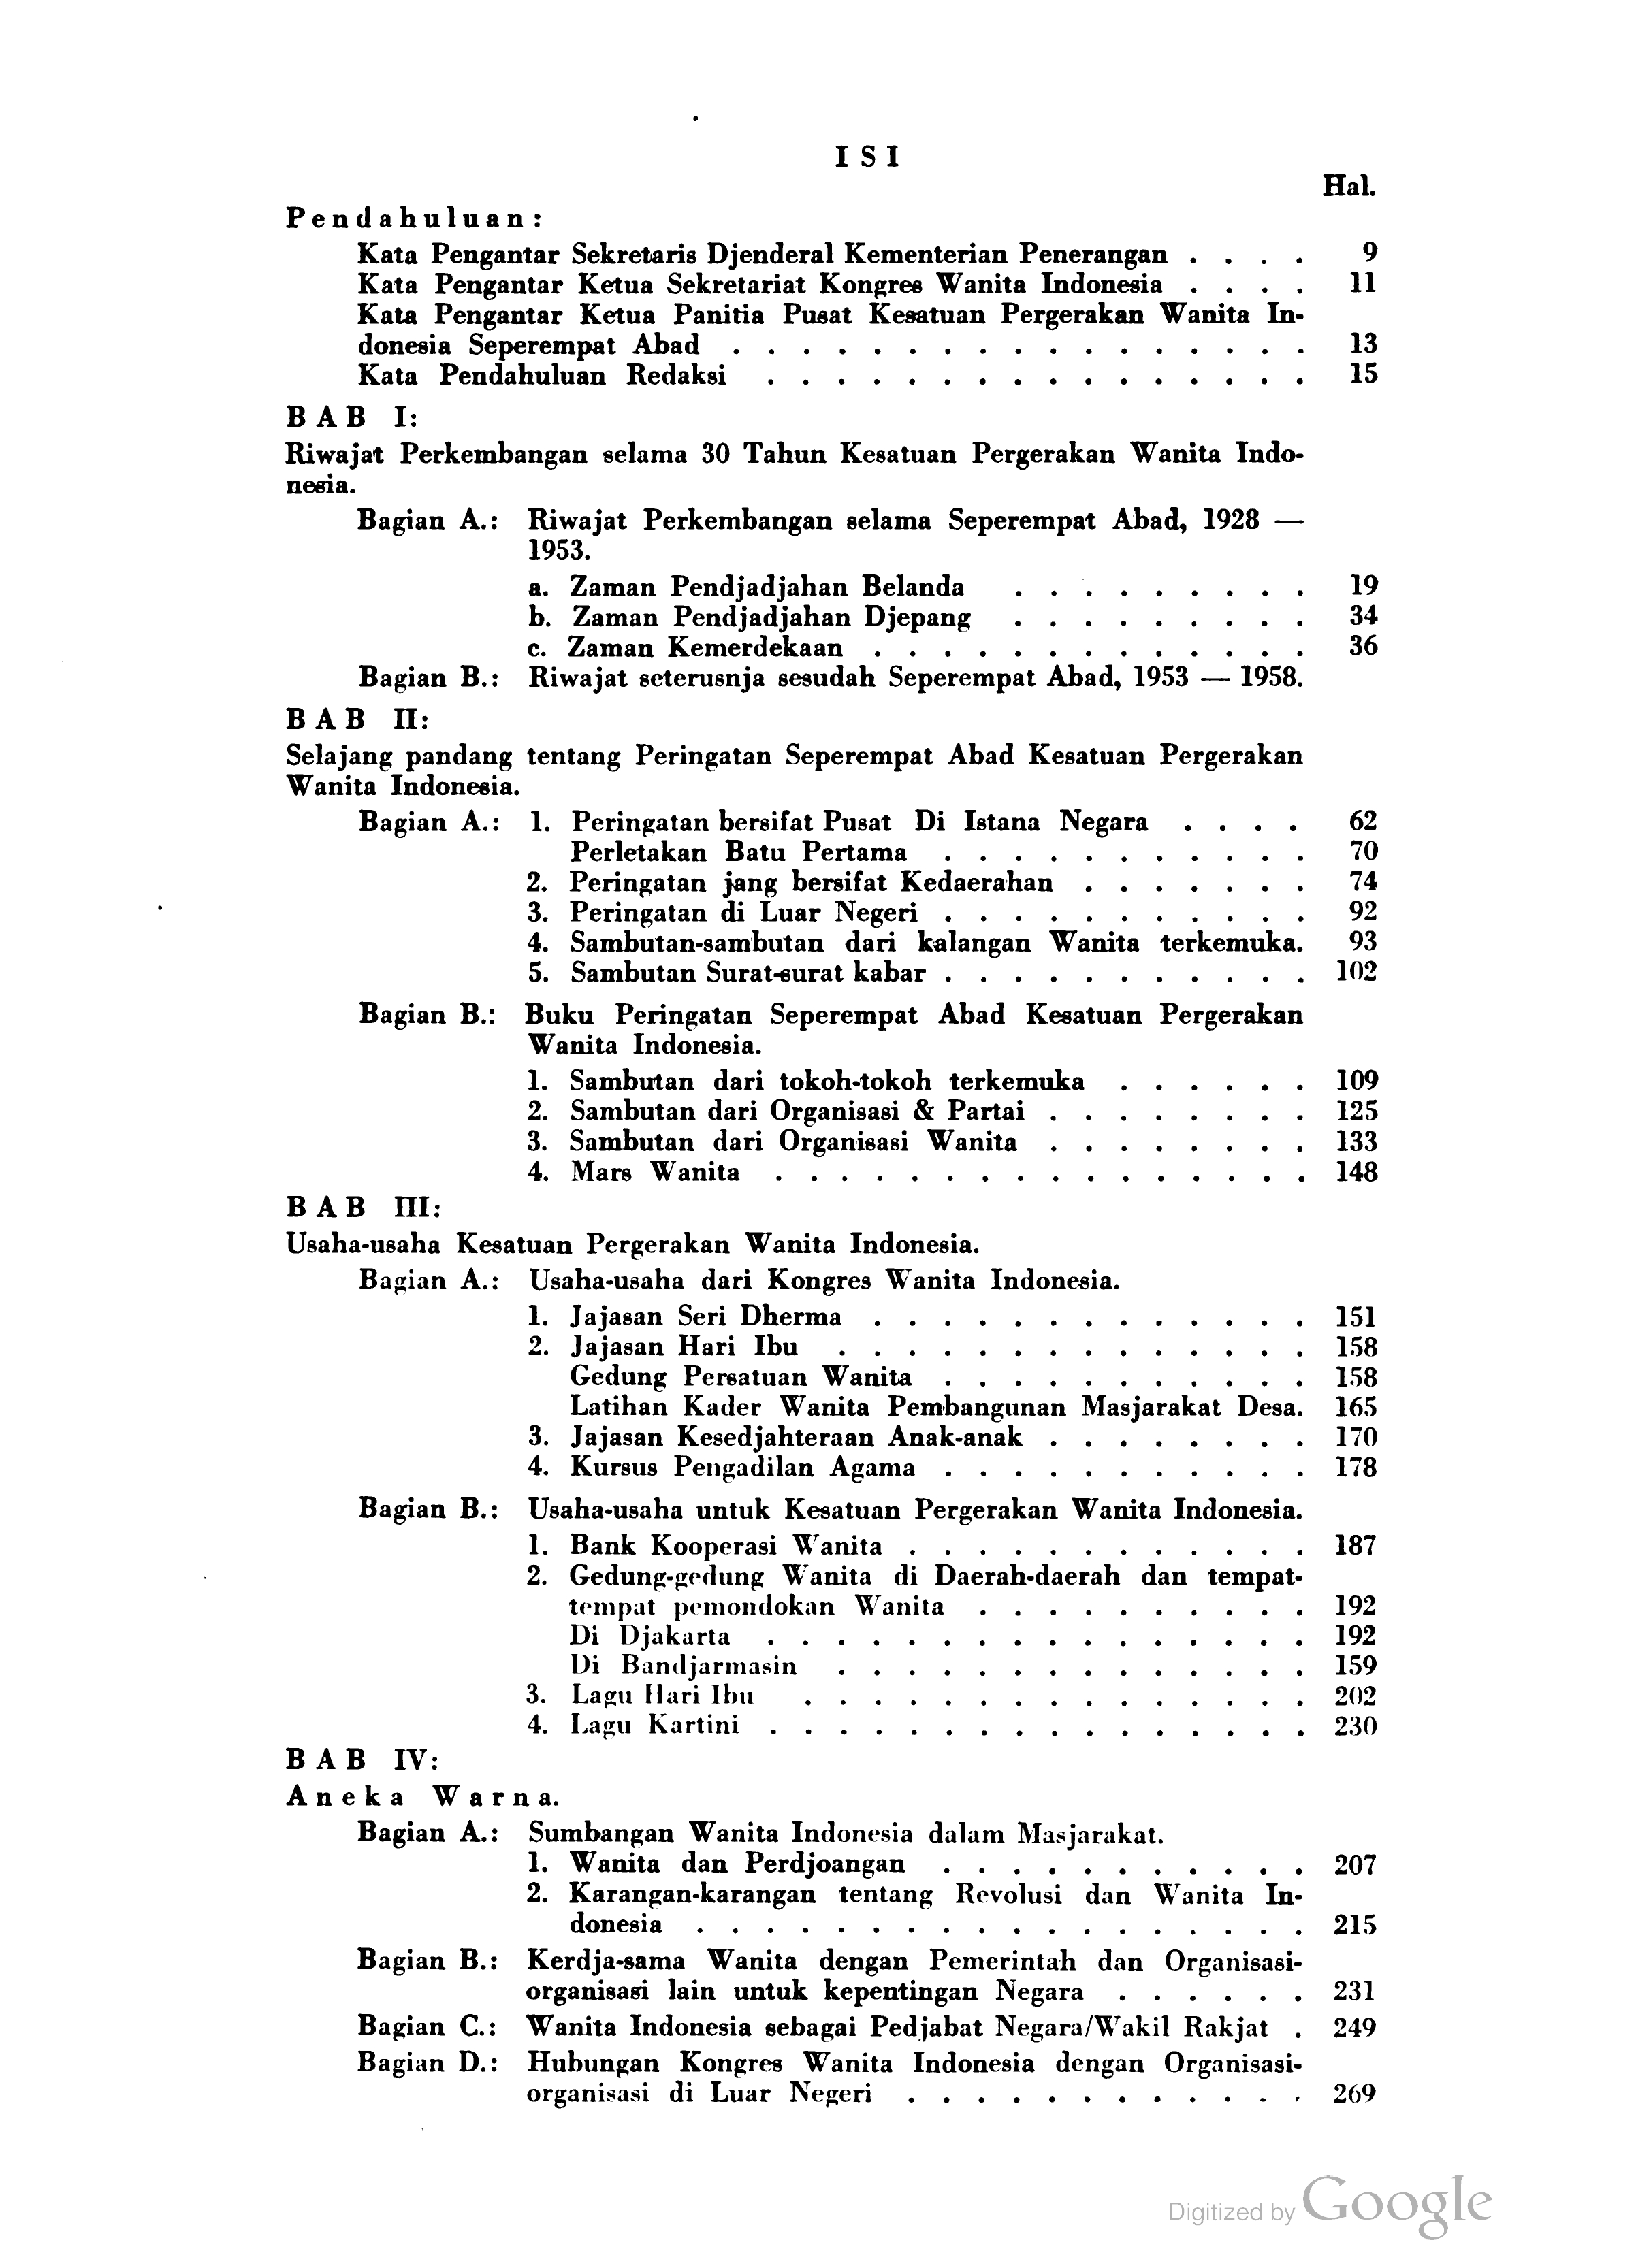 ISI
Hal.
Pendahuluan:
Kata Pengantar Sekretaris Djenderal Kementerian Penerangan . . . . 9
Kata Pengantar Ketua Sekretariat Kongres Wanita Indonesia . . . . 11
Kata Pengantar Ketua Panitia Pusat Kesatuan Pergerakan Wanita In-
donesia Seperempat Abad . . . . . . . . . . . . . . . . . 13
Kata Pendahuluan Redaksi . . . . . . . . . . . . . . . . 15
BAB I:
Riwajat Perkembangan selama 30 Tahun Kesatuan Pergerakan Wanita Indo-
nesia.
Bagian A.: Riwajat Perkembangan selama Seperempat Abad, 1928 —
1953.
a. Zaman Pendjadjahan Belanda . . . . . . . . . 19
b. Zaman Pendjadjahan Djepang . . . . . . . . . 34
c. Zaman Kemerdekaan . . . . . . . . . . . . . 36
Bagian B.: Riwajat seterusnja sesudah Seperempat Abad, 1953 — 1958.
BAB II:
Selajang pandang tentang Peringatan Seperempat Abad Kesatuan Pergerakan
Wanita Indonesia.
Bagian A.: 1. Peringatan bersifat Pusat Di Istana Negara . . . . 62
Perletakan Batu Pertama . . . . . . . . . . . 70
2. Peringatan jang bersifat Kedaerahan . . . . . . . 74
3. Peringatan di Luar Negeri . . . . . . . . . . . 92
4. Sambutan-sambutan dari kalangan Wanita terkemuka. 93
5. Sambutan Surat-surat kabar . . . . . . . . . . . 102
Bagian B.: Buku Peringatan Seperempat Abad Kesatuan Pergerakan
Wanita Indonesia.
1. Sambutan dari tokoh-tokoh terkemuka . . . . . . 109
2. Sambutan dari Organisasi & Partai . . . . . . . . 125
3. Sambutan dari Organisasi Wanita . . . . . . . . 133
4. Mars Wanita . . . . . . . . . . . . . . . . 148
BAB III:
Usaha-usaha Kesatuan Pergerakan Wanita Indonesia.
Bagian A.: Usaha-usaha dari Kongres Wanita Indonesia.
1. Jajasan Seri Dherma . . . . . . . . . . . . . 151
2. Jajasan Hari Ibu . . . . . . . . . . . . . . 158
Gedung Persatuan Wanita . . . . . . . . . . . 158
Latihan Kader Wanita Pembangunan Masjarakat Desa. 165
3. Jajasan Kesedjahteraan Anak-anak . . . . . . . . 170
4. Kursus Pengadilan Agama . . . . . . . . . . . 178
Bagian B.: Usaha-usaha untuk Kesatuan Pergerakan Wanita Indonesia.
1. Bank Kooperasi Wanita . . . . . . . . . . . . 187
2. Gedung-gedung Wanita di Daerah-daerah dan tempat-
tempat pemondokan Wanita . . . . . . . . . . 192
Di Djakarta . . . . . . . . . . . . . . . . 192
Di Bandjarmasin . . . . . . . . . . . . . . 159
3. Lagu Hari Ibu . . . . . . . . . . . . . . . 202
4. Lagu Kartini . . . . . . . . . . . . . . . . 230
BAB IV:
Aneka Warna.
Bagian A.: Sumbangan Wanita Indonesia dalam Masjarakat.
1. Wanita dan Perdjoangan . . . . . . . . . . . 207
2. Karangan-karangan tentang Revolusi dan Wanita In-
donesia . . . . . . . . . . . . . . . . . . 215
Bagian B.: Kerdja-sama Wanita dengan Pemerintah dan Organisasi-
organisasi lain untuk kepentingan Negara . . . . . . 231
Bagian C.: Wanita Indonesia sebagai Pedjabat Negara/Wakil Rakjat . 249
Bagian D.: Hubungan Kongres Wanita Indonesia dengan Organisasi-
organisasi di Luar Negeri . . . . . . . . . . . . 269
Digitized by Google